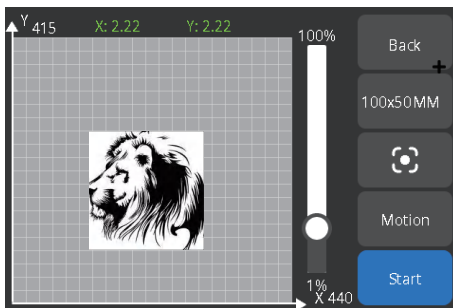 Y 415
X: 2.22
Y: 2.22
100%
Back
100x50MM
Motion
Start
1%
X 440